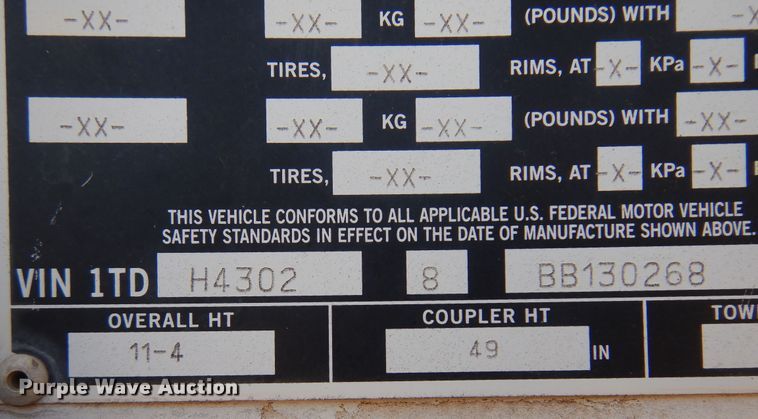 -XX- -XX- KG -XX- (POUNDS) WITH
TIRES, -XX- RIMS, AT -X- KPa -X-
-XX- -XX- KG -XX- (POUNDS) WITH -XX-
TIRES, -XX- RIMS, AT -X- KPa -X-
THIS VEHICLE CONFORMS TO ALL APPLICABLE U.S. FEDERAL MOTOR VEHICLE
SAFETY STANDARDS IN EFFECT ON THE DATE OF MANUFACTURE SHOWN ABOVE.
VIN 1TD H4302 8 BB130268
OVERALL HT COUPLER HT
11-4 49 IN
Purple Wave Auction